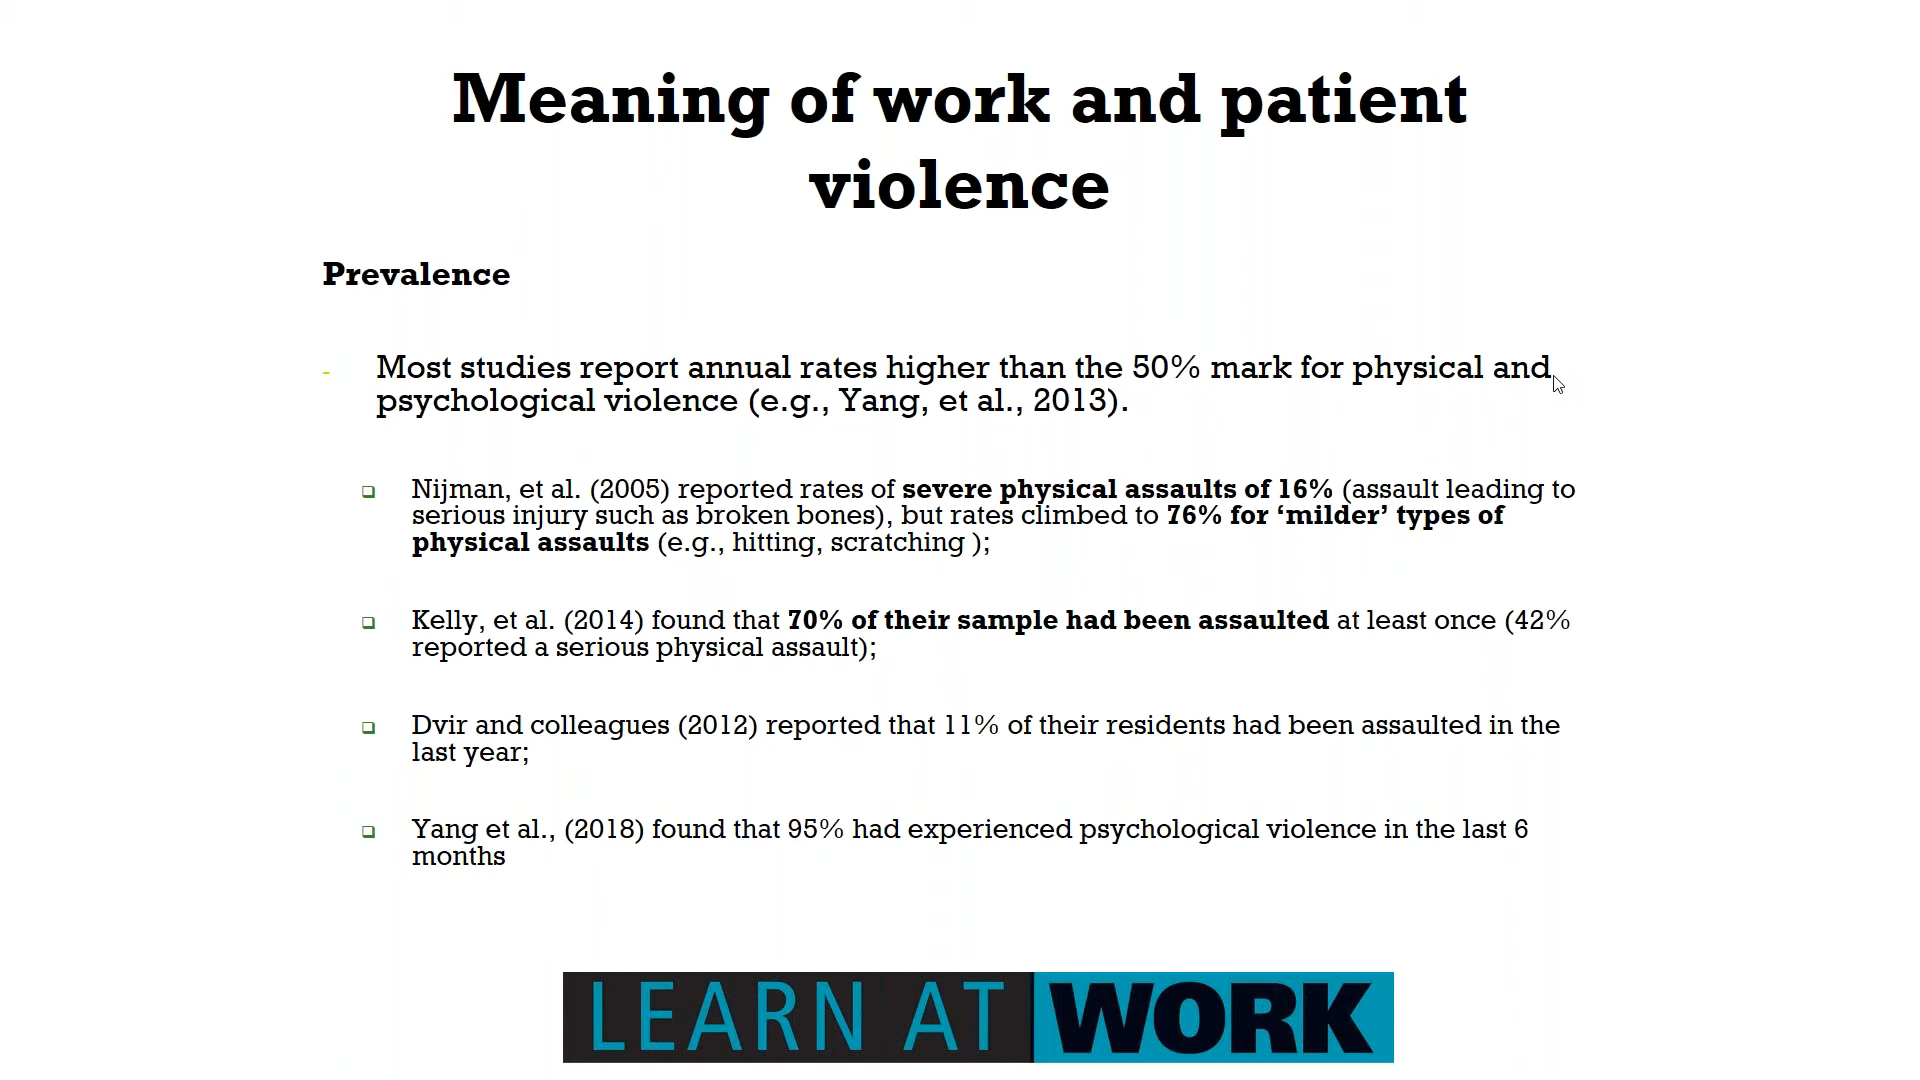 Meaning of work and patient
violence
Prevalence
- Most studies report annual rates higher than the 50% mark for physical and
psychological violence (e.g., Yang, et al., 2013).
❑ Nijman, et al. (2005) reported rates of severe physical assaults of 16% (assault leading to
serious injury such as broken bones), but rates climbed to 76% for ‘milder’ types of
physical assaults (e.g., hitting, scratching );
❑ Kelly, et al. (2014) found that 70% of their sample had been assaulted at least once (42%
reported a serious physical assault);
❑ Dvir and colleagues (2012) reported that 11% of their residents had been assaulted in the
last year;
❑ Yang et al., (2018) found that 95% had experienced psychological violence in the last 6
months
LEARN AT WORK